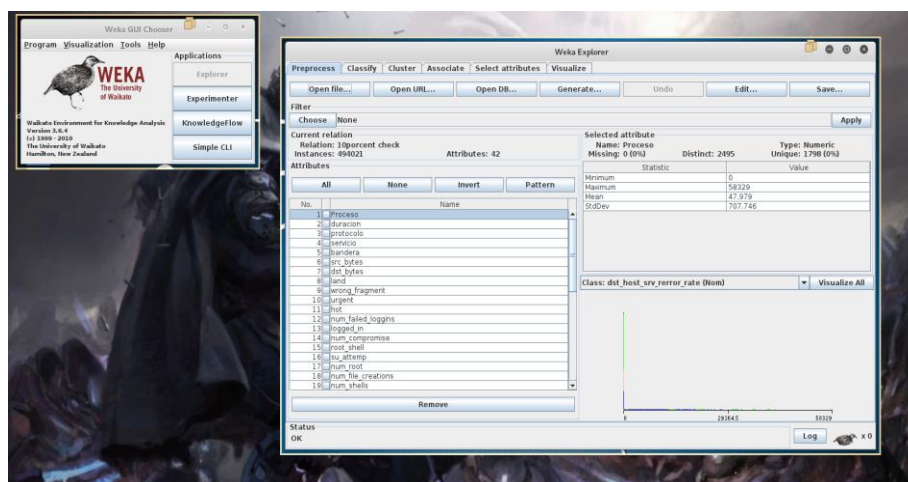 Weka GUI Chooser
Program Visualization Tools Help
WEKA
The University
of Waikato
Waikato Environment for Knowledge Analysis
Version 3.6.4
(c) 1999 - 2010
The University of Waikato
Hamilton, New Zealand
Applications
Explorer
Experimenter
KnowledgeFlow
Simple CLI
Weka Explorer
Preprocess Classify Cluster Associate Select attributes Visualize
Open file... Open URL... Open DB... Generate... Undo Edit... Save...
Filter
Choose None Apply
Current relation
Relation: 10porcent check
Instances: 494021 Attributes: 42
Attributes
All None Invert Pattern
No. Name
1 Proceso
2 duracion
3 protocolo
4 servicio
5 bandera
6 src_bytes
7 dst_bytes
8 land
9 wrong_fragment
10 urgent
11 hot
12 num_failed_loggins
13 logged_in
14 num_compromise
15 root_shell
16 su_attemp
17 num_root
18 num_file_creations
19 num_shells
Remove
Selected attribute
Name: Proceso Type: Numeric
Missing: 0 (0%) Distinct: 2495 Unique: 1798 (0%)
Statistic Value
Minimum 0
Maximum 58329
Mean 47.979
StdDev 707.746
Class: dst_host_srv_rerror_rate (Nom) Visualize All
0 29164.5 58329
Status
OK
Log x 0